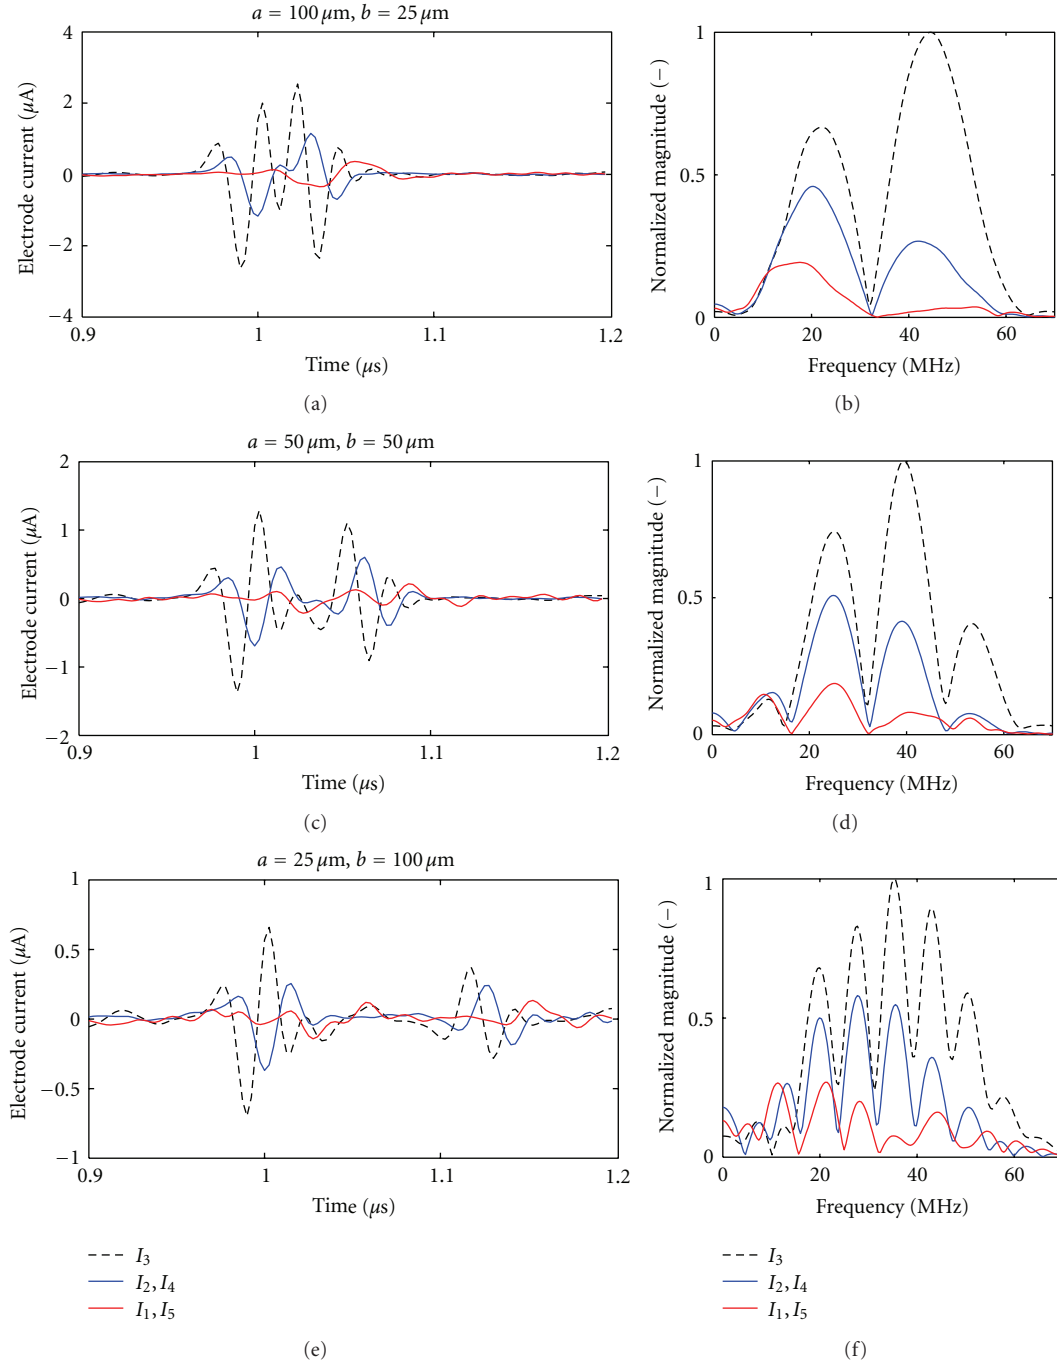 a = 100 μm, b = 25 μm
Electrode current (μA)
4
2
0
−2
−4
0.9 1 1.1 1.2
Time (μs)
(a)
Normalized magnitude (−)
1
0.5
0
0 20 40 60
Frequency (MHz)
(b)
a = 50 μm, b = 50 μm
Electrode current (μA)
2
1
0
−1
−2
0.9 1 1.1 1.2
Time (μs)
(c)
Normalized magnitude (−)
1
0.5
0
0 20 40 60
Frequency (MHz)
(d)
a = 25 μm, b = 100 μm
Electrode current (μA)
1
0.5
0
−0.5
−1
0.9 1 1.1 1.2
Time (μs)
I3
I2, I4
I1, I5
(e)
Normalized magnitude (−)
1
0.5
0
0 20 40 60
Frequency (MHz)
I3
I2, I4
I1, I5
(f)